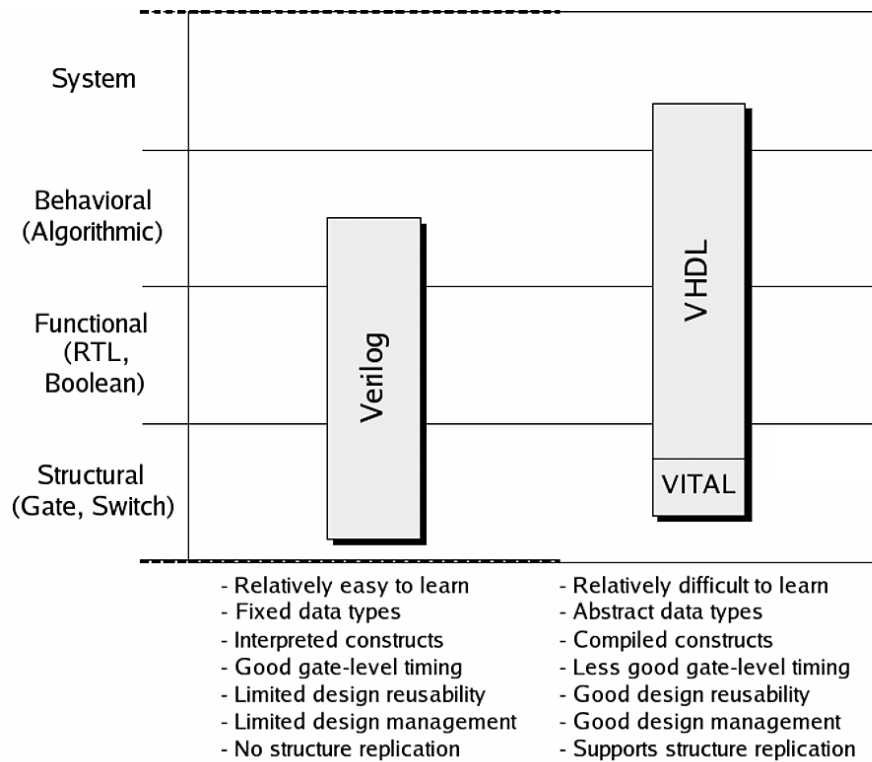 System
Behavioral
(Algorithmic)
Functional
(RTL,
Boolean)
Structural
(Gate, Switch)
Verilog
VHDL
VITAL
- Relatively easy to learn
- Fixed data types
- Interpreted constructs
- Good gate-level timing
- Limited design reusability
- Limited design management
- No structure replication
- Relatively difficult to learn
- Abstract data types
- Compiled constructs
- Less good gate-level timing
- Good design reusability
- Good design management
- Supports structure replication